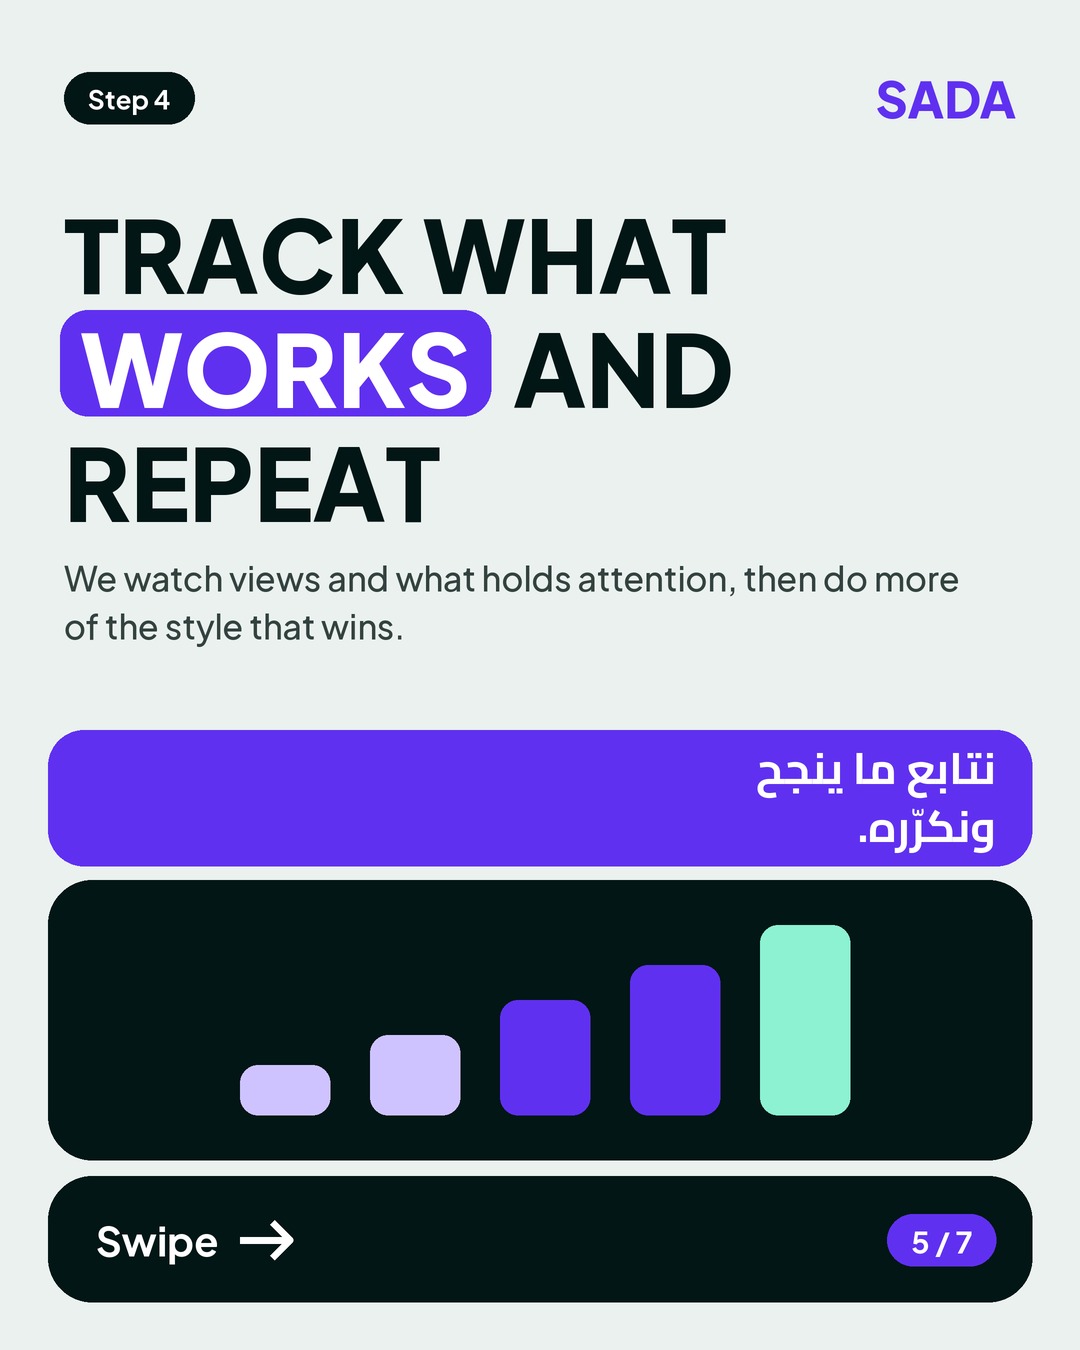 Step 4
SADA
TRACK WHAT
WORKS AND
REPEAT
We watch views and what holds attention, then do more
of the style that wins.
نتابع ما ينجح
ونكرّره.
Swipe →
5 / 7